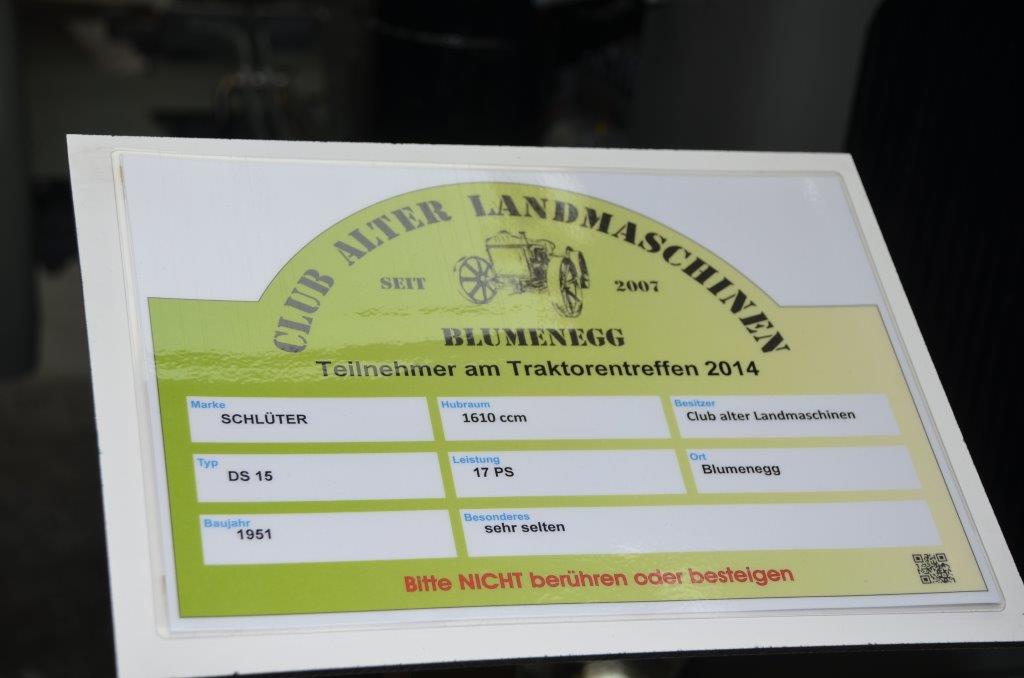 CLUB ALTER LANDMASCHINEN
SEIT 2007
BLUMENEGG
Teilnehmer am Traktorentreffen 2014
Marke
SCHLÜTER
Hubraum
1610 ccm
Besitzer
Club alter Landmaschinen
Typ
DS 15
Leistung
17 PS
Ort
Blumenegg
Baujahr
1951
Besonderes
sehr selten
Bitte NICHT berühren oder besteigen